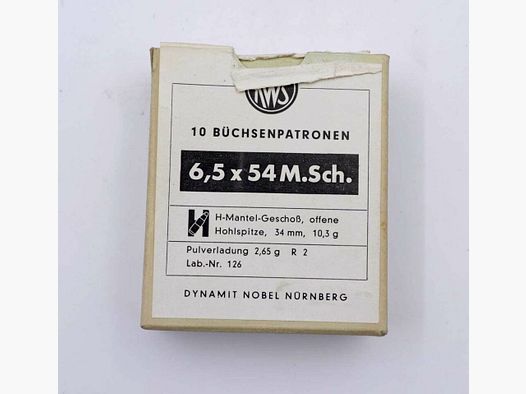 RWS
10 BÜCHSENPATRONEN
6,5 x 54 M.Sch.
H
H-Mantel-Geschoß, offene
Hohlspitze, 34 mm, 10,3 g
Pulverladung 2,65 g R 2
Lab.-Nr. 126
DYNAMIT NOBEL NÜRNBERG